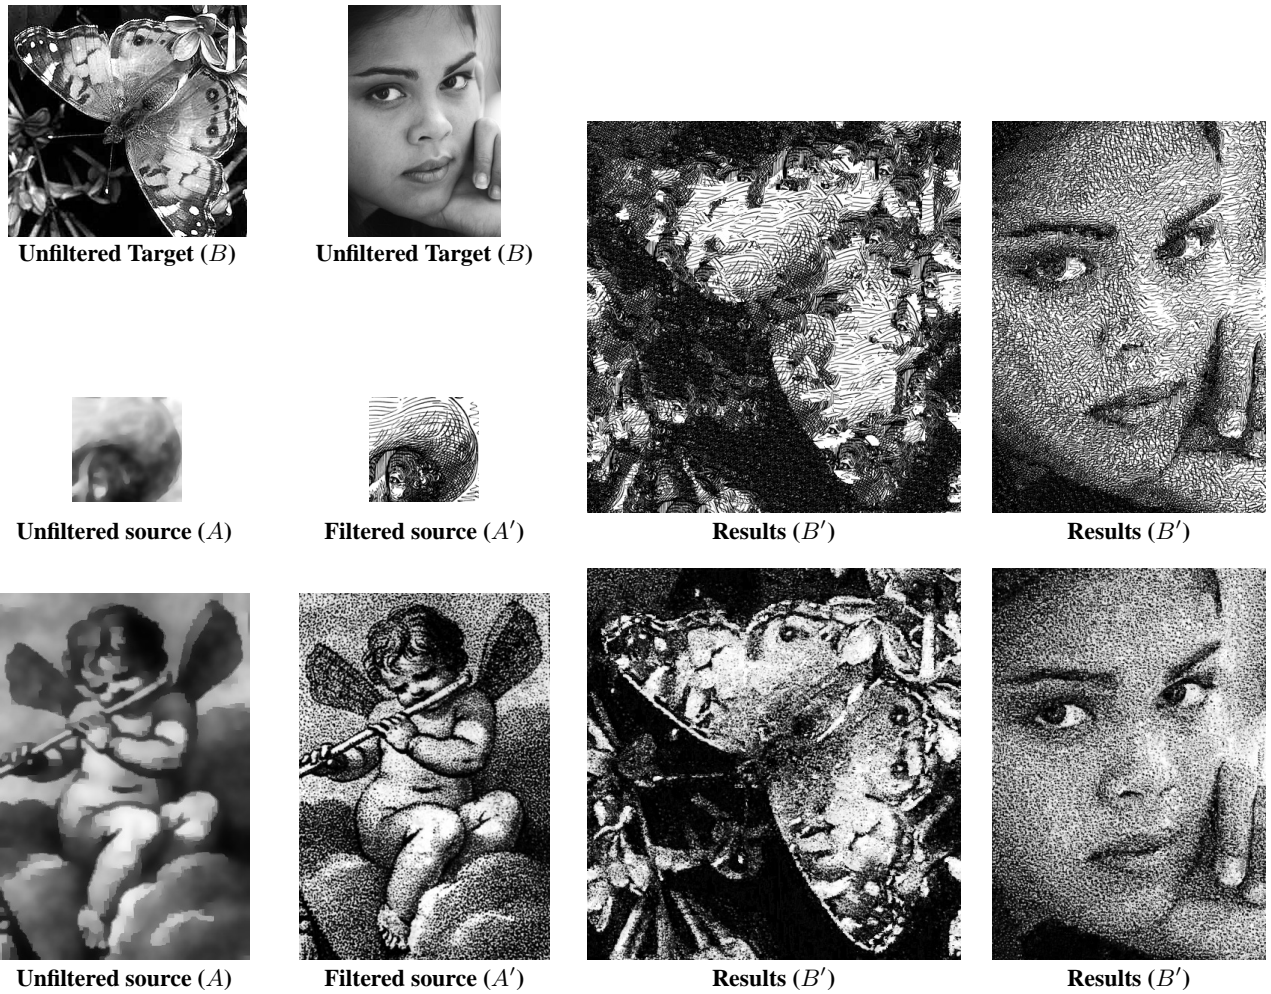 Unfiltered Target (B)
Unfiltered Target (B)
Unfiltered source (A)
Filtered source (A′)
Results (B′)
Results (B′)
Unfiltered source (A)
Filtered source (A′)
Results (B′)
Results (B′)